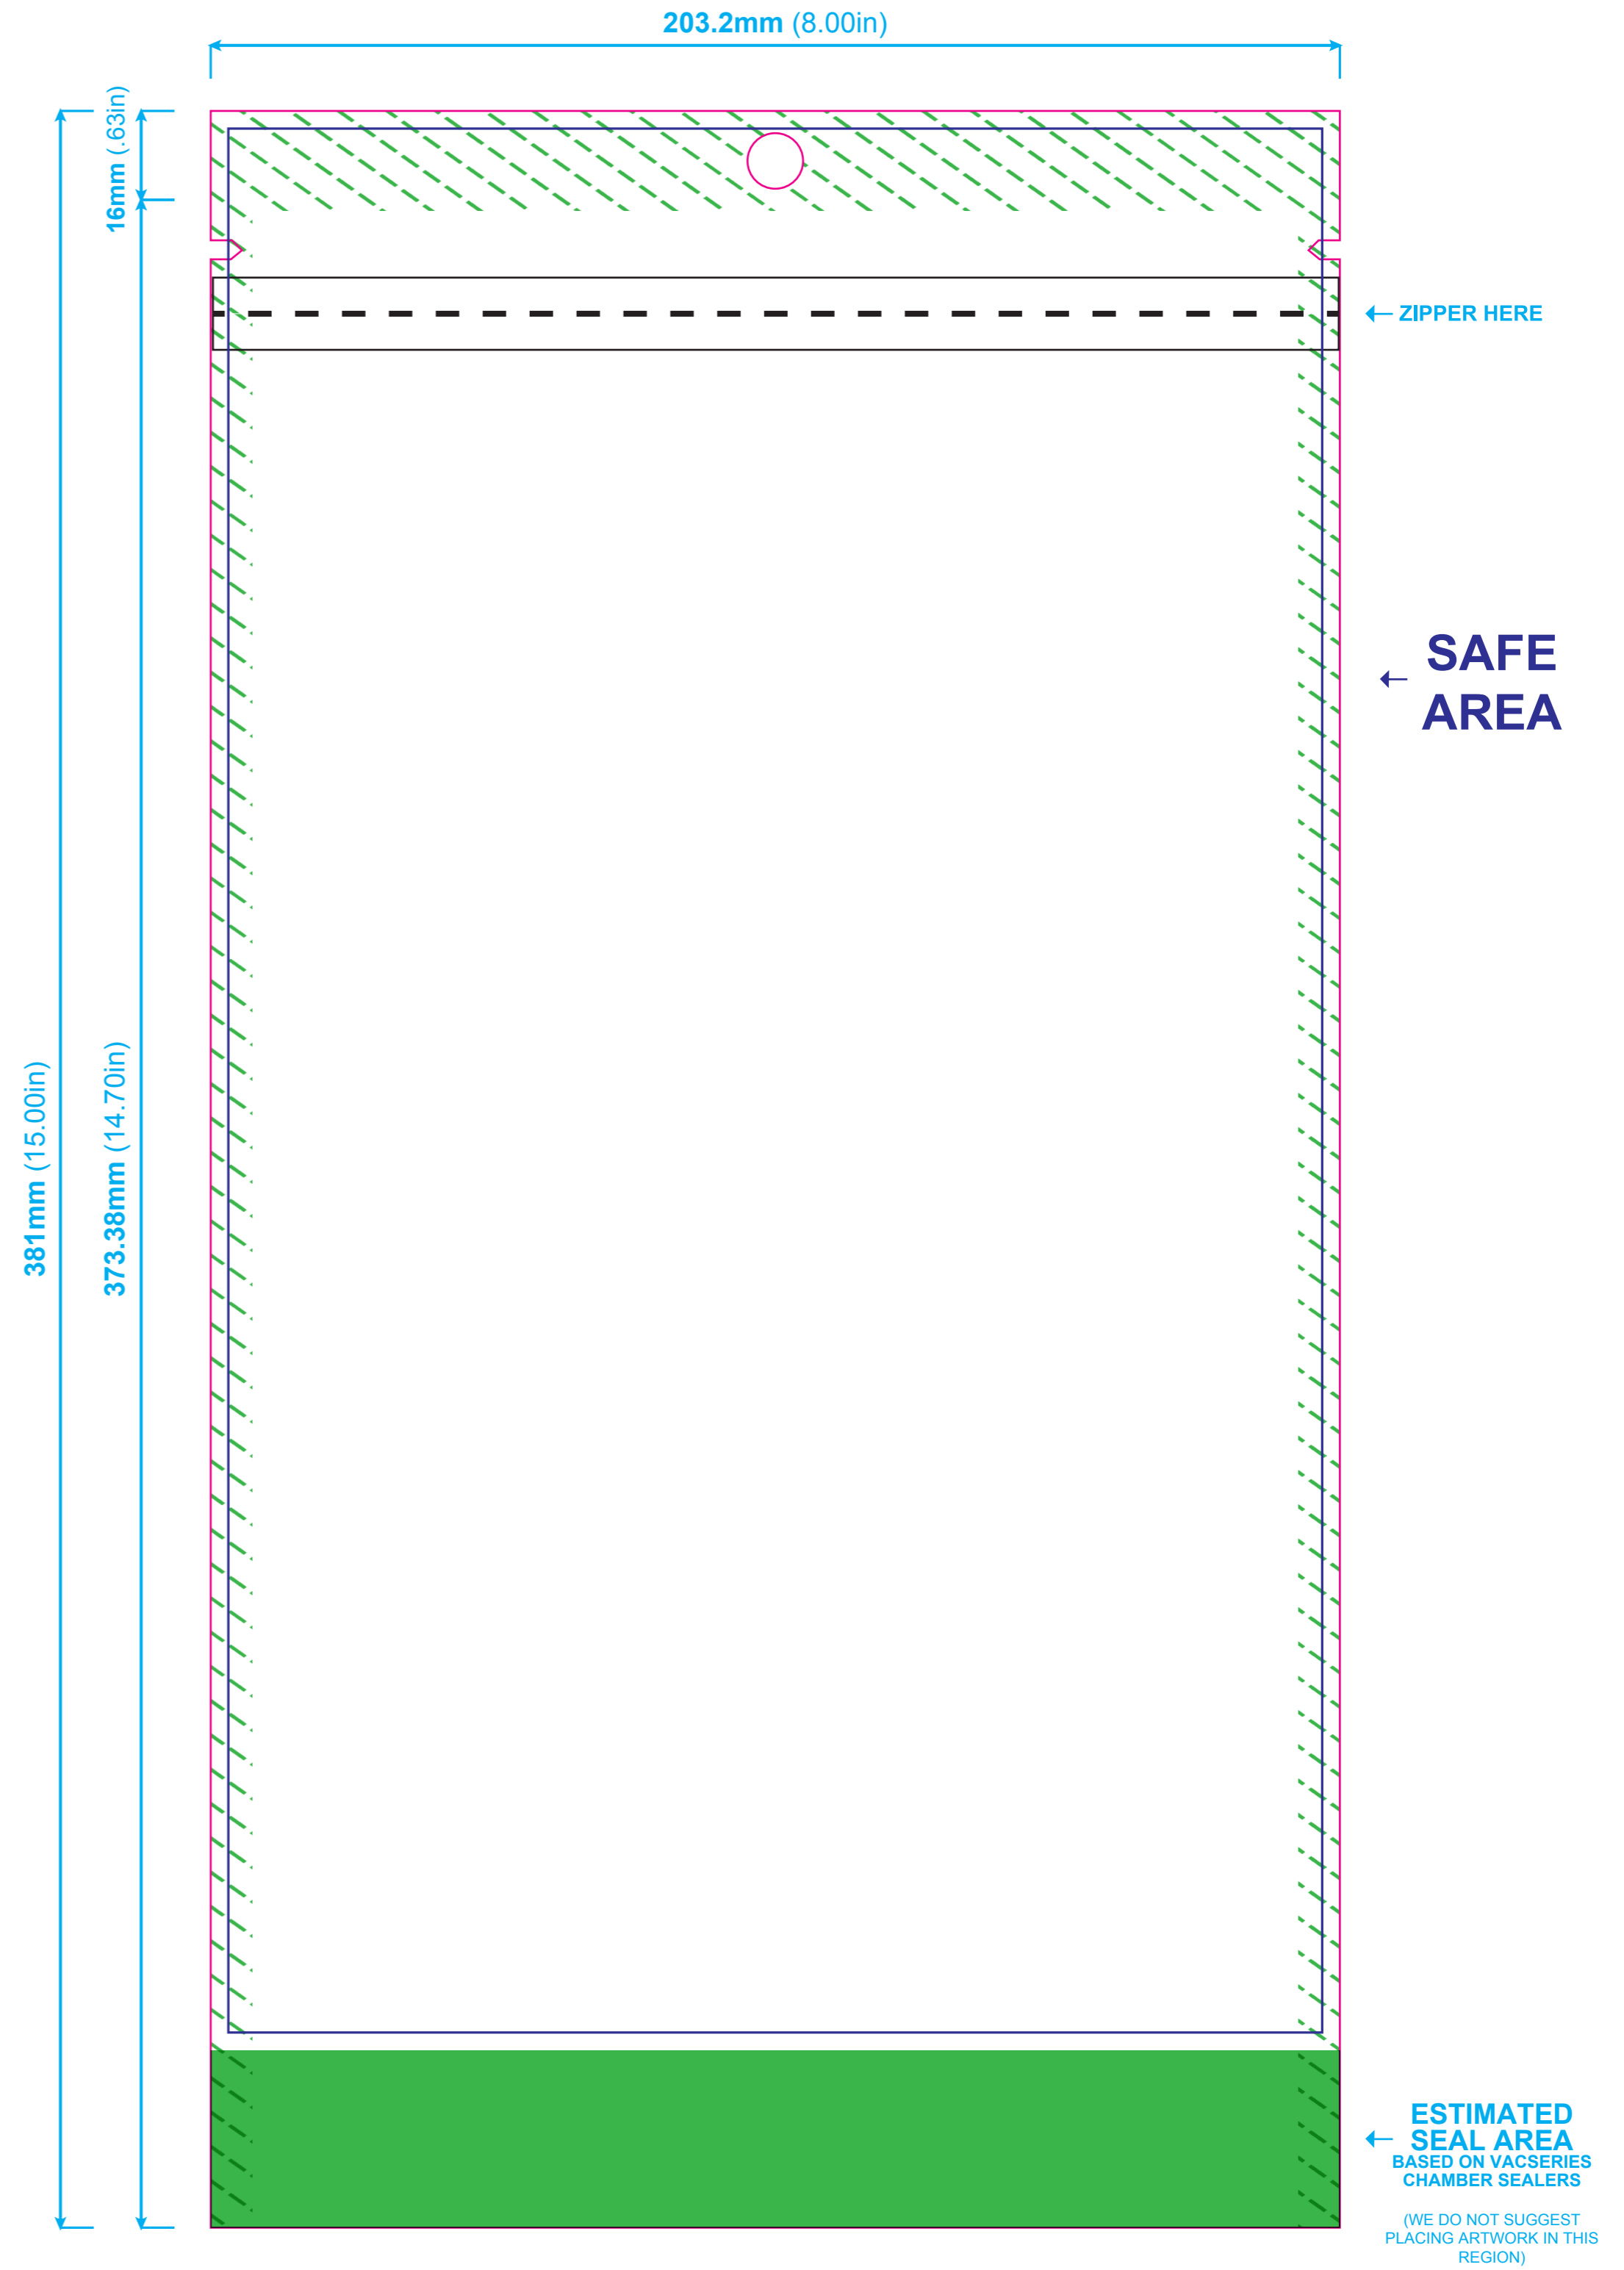 203.2mm (8.00in)
16mm (.63in)
ZIPPER HERE
SAFE
AREA
381mm (15.00in)
373.38mm (14.70in)
ESTIMATED
SEAL AREA
BASED ON VACSERIES
CHAMBER SEALERS
(WE DO NOT SUGGEST
PLACING ARTWORK IN THIS
REGION)